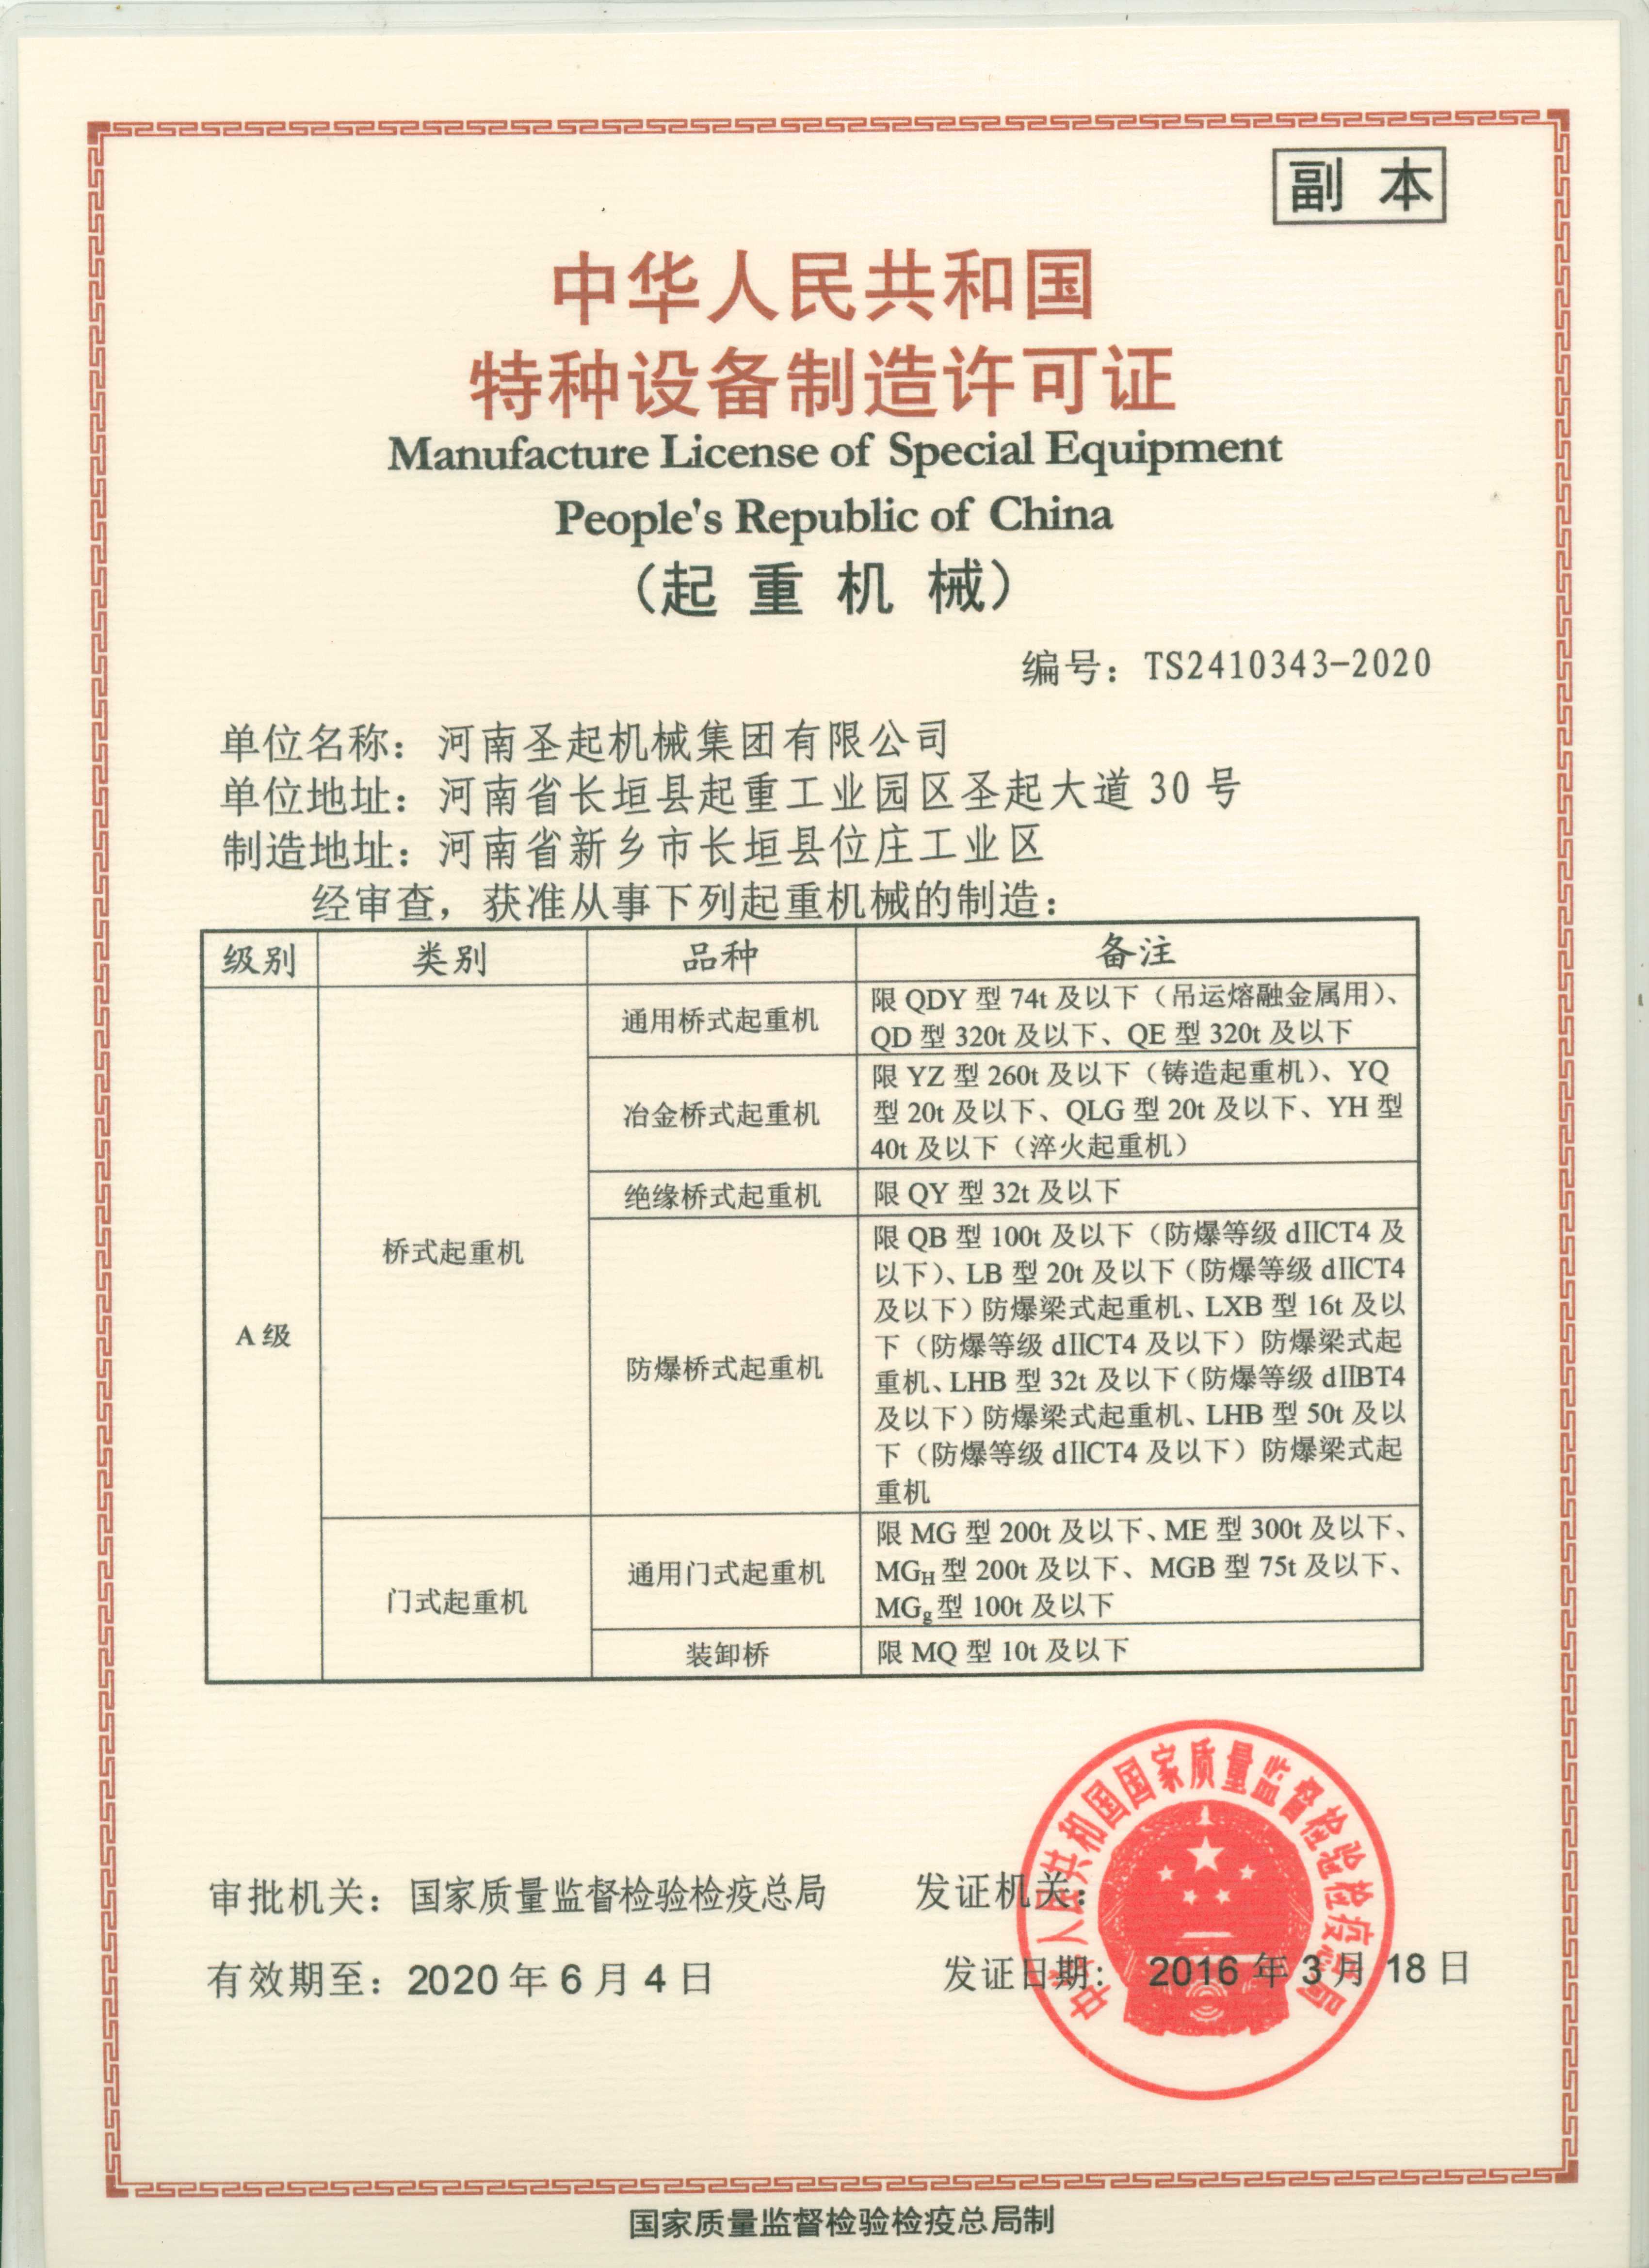 副 本
中华人民共和国
特种设备制造许可证
Manufacture License of Special Equipment
People's Republic of China
（起 重 机 械）
编号：TS2410343-2020
单位名称：河南圣起机械集团有限公司
单位地址：河南省长垣县起重工业园区圣起大道 30 号
制造地址：河南省新乡市长垣县位庄工业区
经审查，获准从事下列起重机械的制造：
级别 类别 品种 备注
A 级
桥式起重机
通用桥式起重机
限 QDY 型 74t 及以下（吊运熔融金属用）、
QD 型 320t 及以下、QE 型 320t 及以下
冶金桥式起重机
限 YZ 型 260t 及以下（铸造起重机）、YQ
型 20t 及以下、QLG 型 20t 及以下、YH 型
40t 及以下（淬火起重机）
绝缘桥式起重机
限 QY 型 32t 及以下
防爆桥式起重机
限 QB 型 100t 及以下（防爆等级 dIICT4 及
以下）、LB 型 20t 及以下（防爆等级 dIICT4
及以下）防爆梁式起重机、LXB 型 16t 及以
下（防爆等级 dIICT4 及以下）防爆梁式起
重机、LHB 型 32t 及以下（防爆等级 dIIBT4
及以下）防爆梁式起重机、LHB 型 50t 及以
下（防爆等级 dIICT4 及以下）防爆梁式起
重机
门式起重机
通用门式起重机
限 MG 型 200t 及以下、ME 型 300t 及以下、
MGH 型 200t 及以下、MGB 型 75t 及以下、
MGg 型 100t 及以下
装卸桥
限 MQ 型 10t 及以下
中华人民共和国国家质量监督检验检疫总局
审批机关：国家质量监督检验检疫总局 发证机关：
有效期至：2020 年 6 月 4 日 发证日期： 2016 年 3 月 18 日
国家质量监督检验检疫总局制